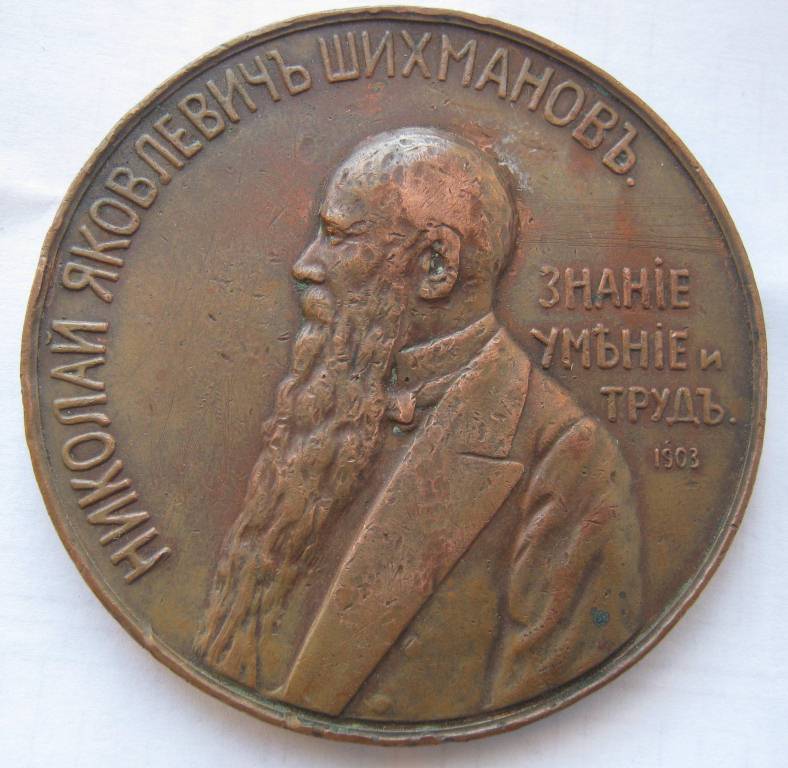 НИКОЛАЙ ЯКОВЛЕВИЧЪ ШИХМАНОВЪ.
ЗНАНІЕ
УМѢНІЕ и
ТРУДЪ.
1903